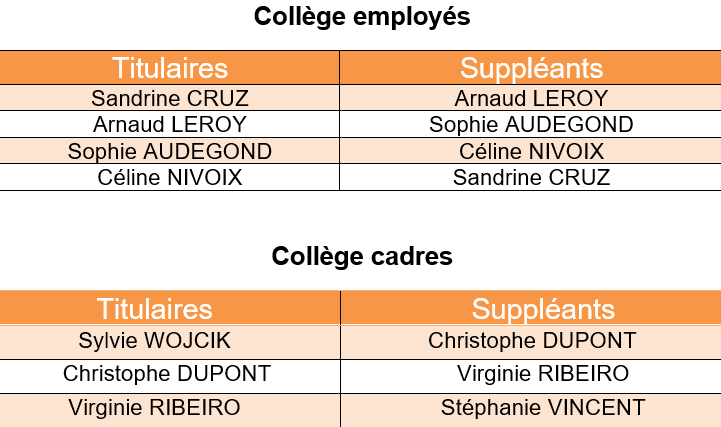 Collège employés
Titulaires Suppléants
Sandrine CRUZ Arnaud LEROY
Arnaud LEROY Sophie AUDEGOND
Sophie AUDEGOND Céline NIVOIX
Céline NIVOIX Sandrine CRUZ
Collège cadres
Titulaires Suppléants
Sylvie WOJCIK Christophe DUPONT
Christophe DUPONT Virginie RIBEIRO
Virginie RIBEIRO Stéphanie VINCENT